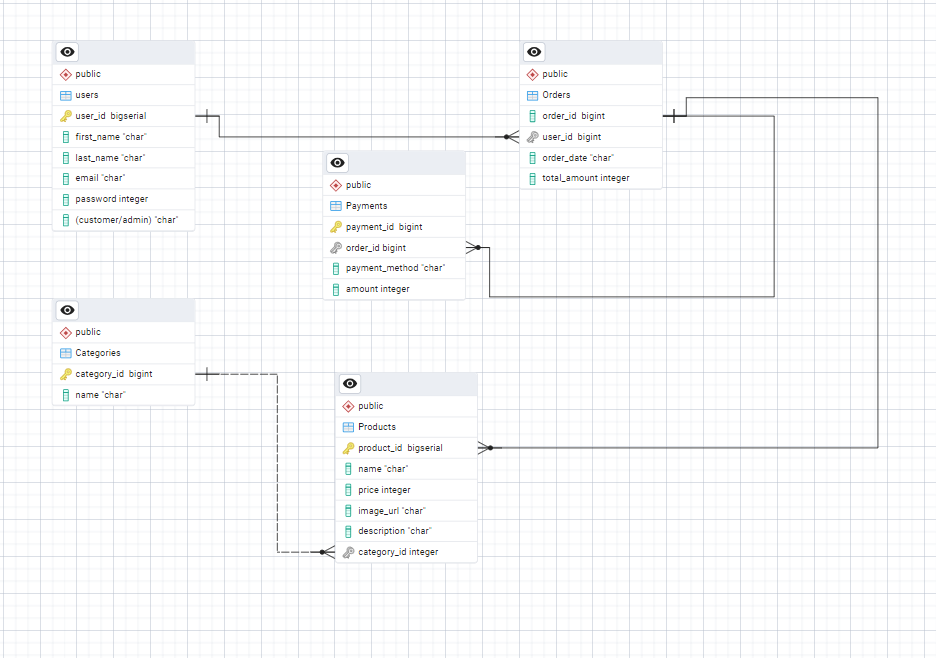 public
users
user_id bigserial
first_name "char"
last_name "char"
email "char"
password integer
(customer/admin) "char"
public
Orders
order_id bigint
user_id bigint
order_date "char"
total_amount integer
public
Payments
payment_id bigint
order_id bigint
payment_method "char"
amount integer
public
Categories
category_id bigint
name "char"
public
Products
product_id bigserial
name "char"
price integer
image_url "char"
description "char"
category_id integer